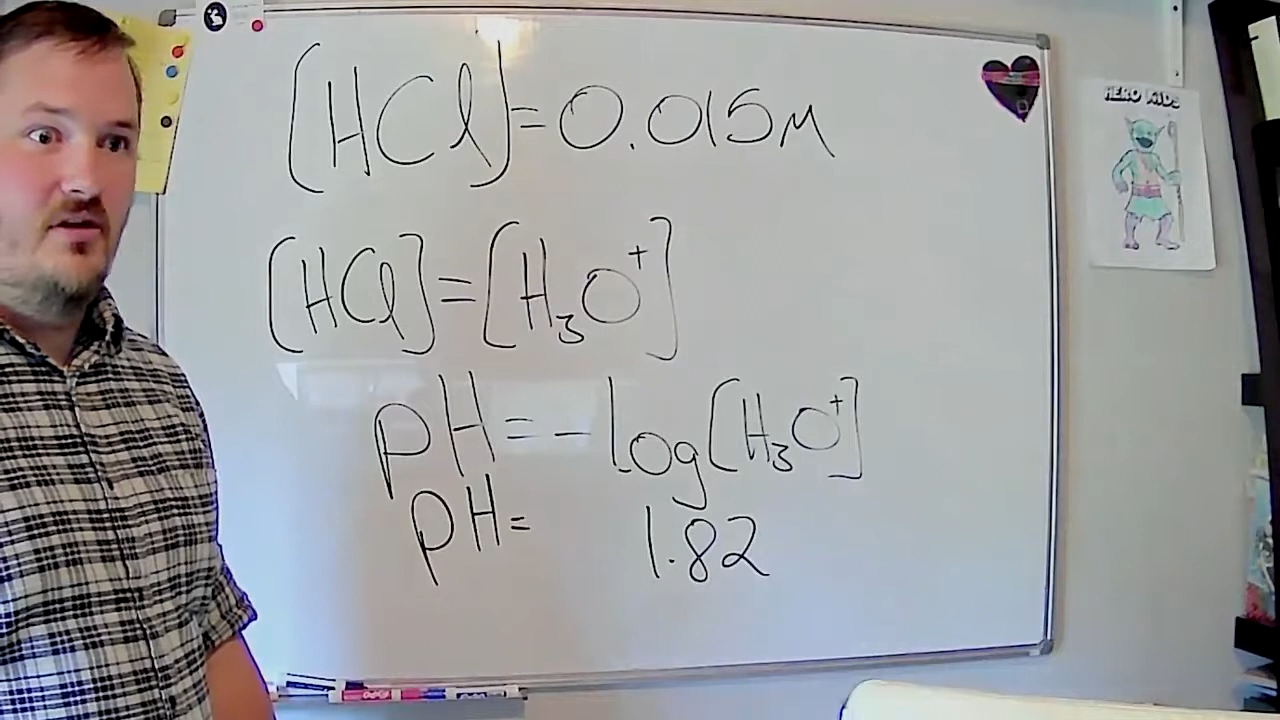 [HCl]=0.015M
HERO KIDS
[HCl]=[H₃O⁺]
pH=-log[H₃O⁺]
pH= 1.82